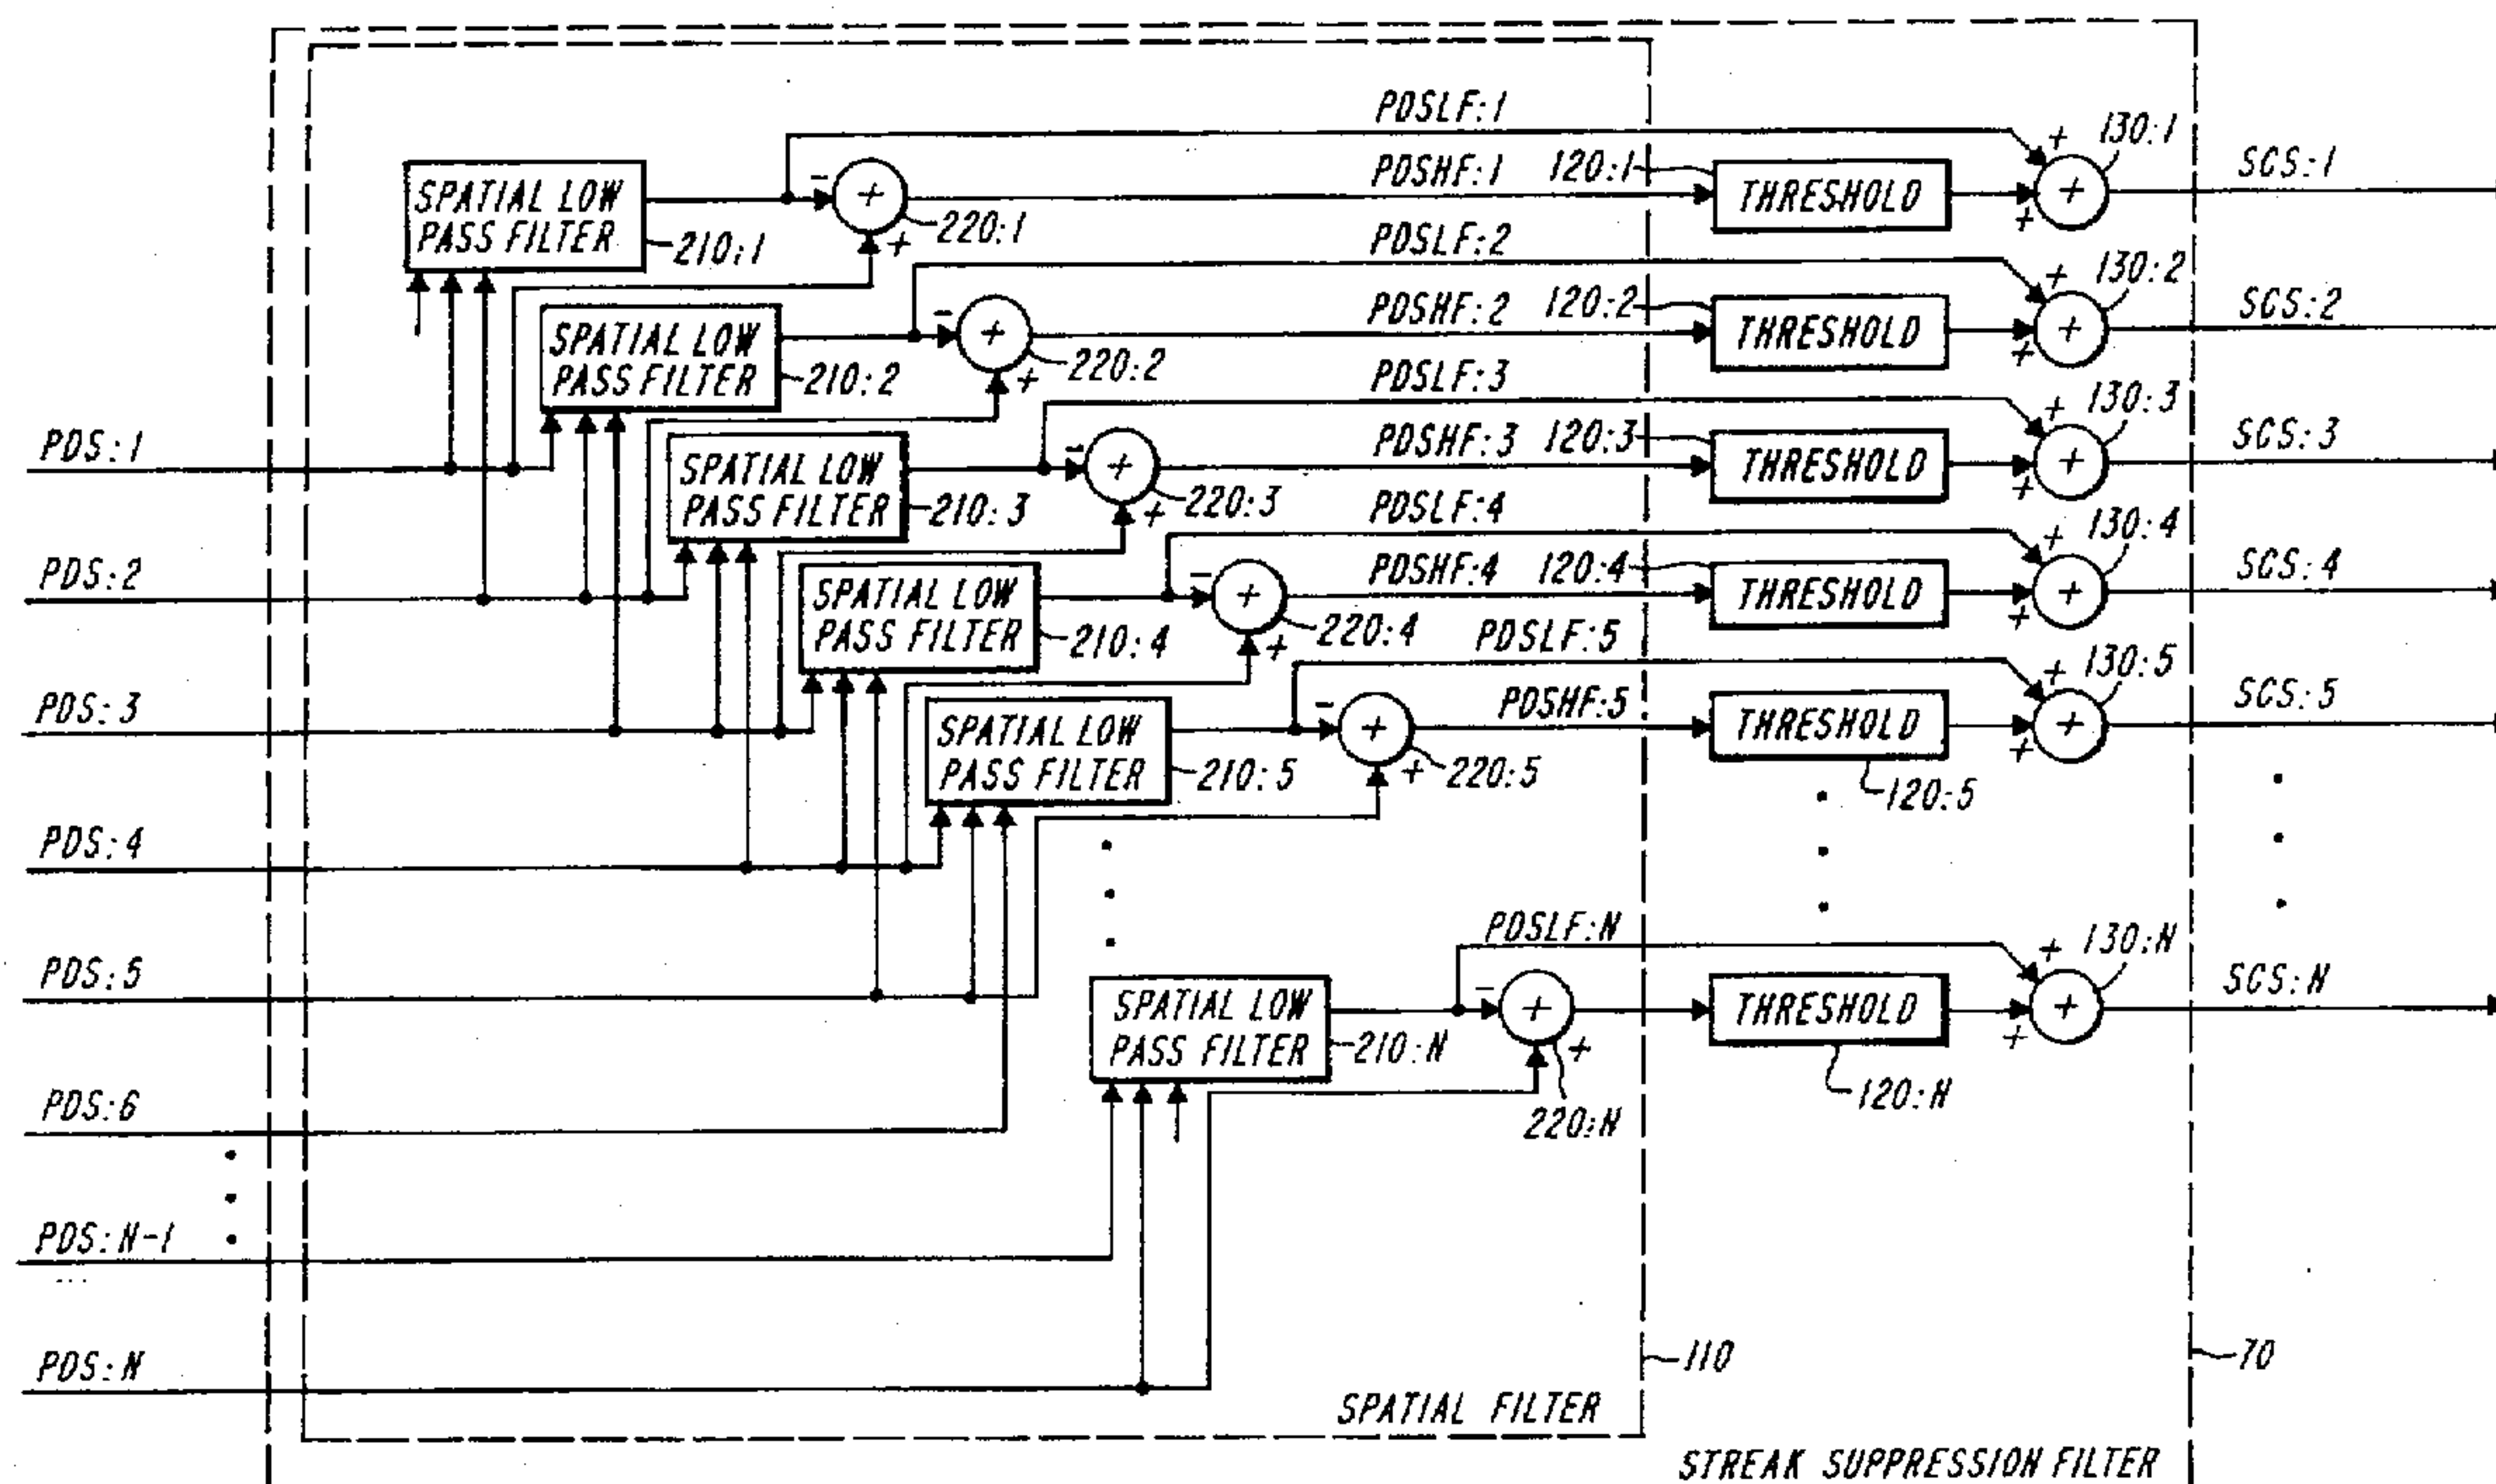 PDSLF:1
130:1
+
SPATIAL LOW
PASS FILTER
210:1
-
+
+
220:1
PDSHF:1
120:1
THRESHOLD
+
+
SGS:1
PDSLF:2
130:2
+
SPATIAL LOW
PASS FILTER
210:2
-
+
+
220:2
PDSHF:2
120:2
THRESHOLD
+
+
SGS:2
PDSLF:3
130:3
+
PDS:1
SPATIAL LOW
PASS FILTER
210:3
-
+
+
220:3
PDSHF:3
120:3
THRESHOLD
+
+
SGS:3
PDSLF:4
130:4
+
PDS:2
SPATIAL LOW
PASS FILTER
210:4
-
+
+
220:4
PDSHF:4
120:4
THRESHOLD
+
+
SGS:4
PDSLF:5
130:5
+
PDS:3
SPATIAL LOW
PASS FILTER
210:5
-
+
+
220:5
PDSHF:5
THRESHOLD
120:5
+
+
SGS:5
PDS:4
PDS:5
PDSLF:N
130:N
+
SPATIAL LOW
PASS FILTER
210:N
-
+
+
220:N
THRESHOLD
120:N
+
+
SGS:N
PDS:6
PDS:N-1
PDS:N
110
70
SPATIAL FILTER
STREAK SUPPRESSION FILTER